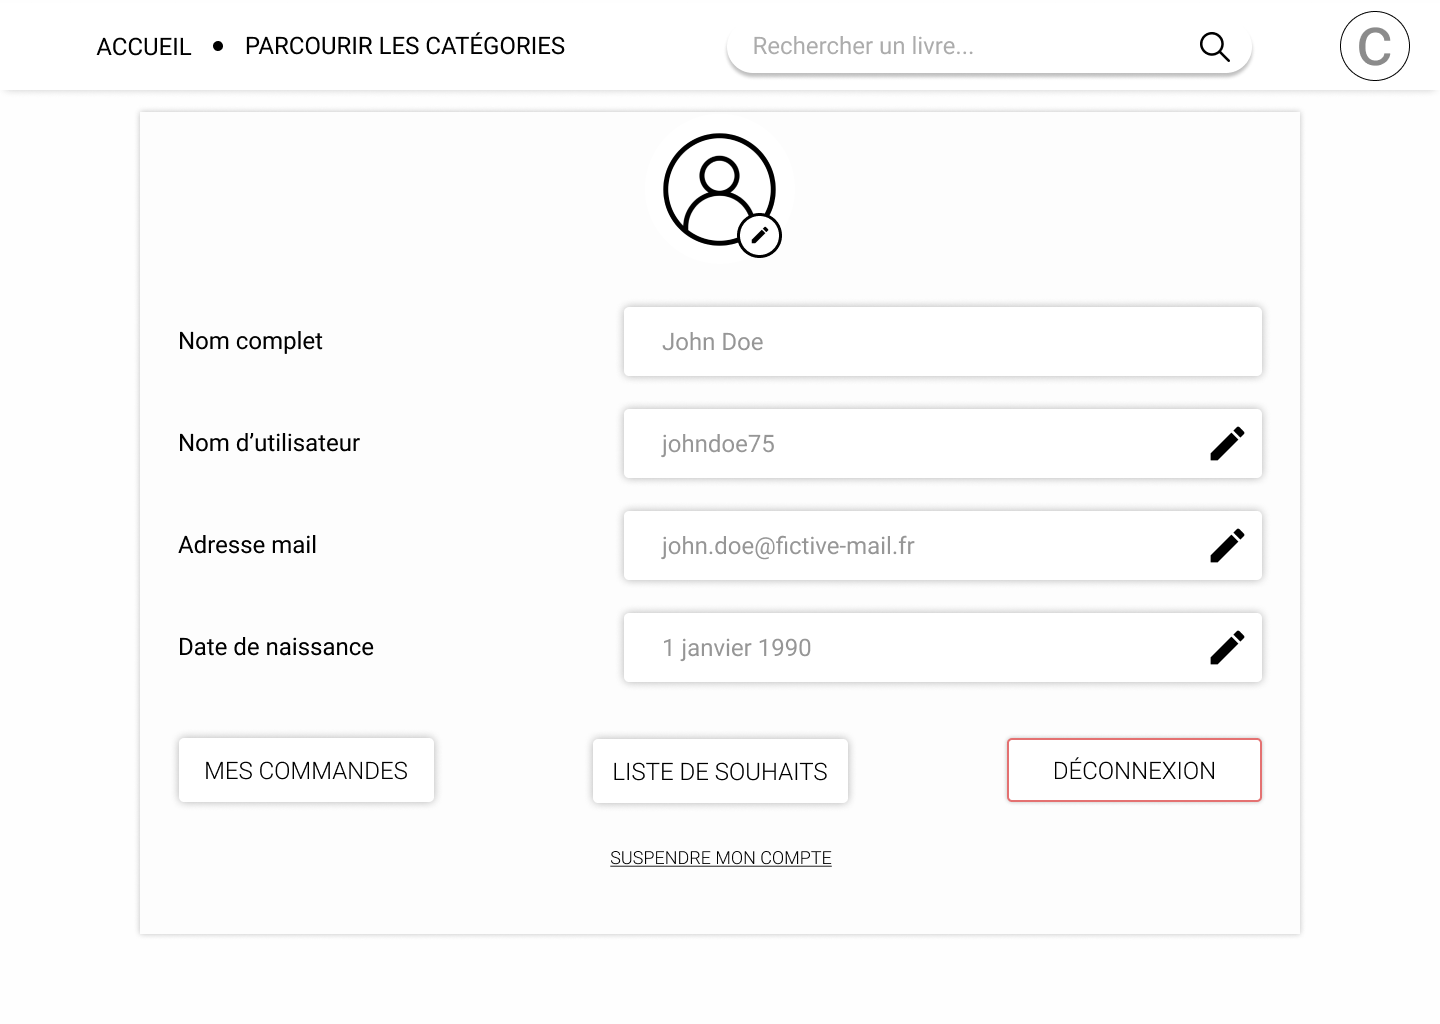 ACCUEIL • PARCOURIR LES CATÉGORIES
Rechercher un livre...
C
Nom complet
John Doe
Nom d’utilisateur
johndoe75
Adresse mail
john.doe@fictive-mail.fr
Date de naissance
1 janvier 1990
MES COMMANDES
LISTE DE SOUHAITS
DÉCONNEXION
SUSPENDRE MON COMPTE